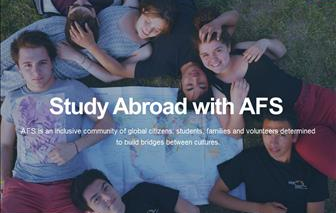 Study Abroad with AFS
AFS is an inclusive community of global citizens: students, families and volunteers determined
to build bridges between cultures.